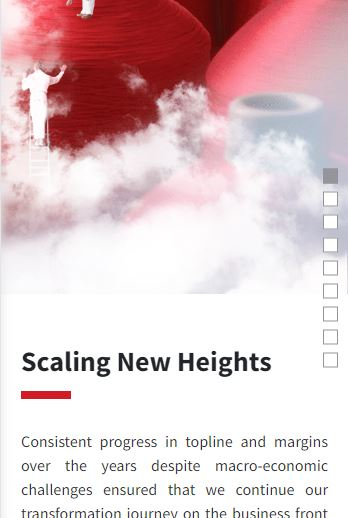 Scaling New Heights
Consistent progress in topline and margins
over the years despite macro-economic
challenges ensured that we continue our
transformation journey on the business front